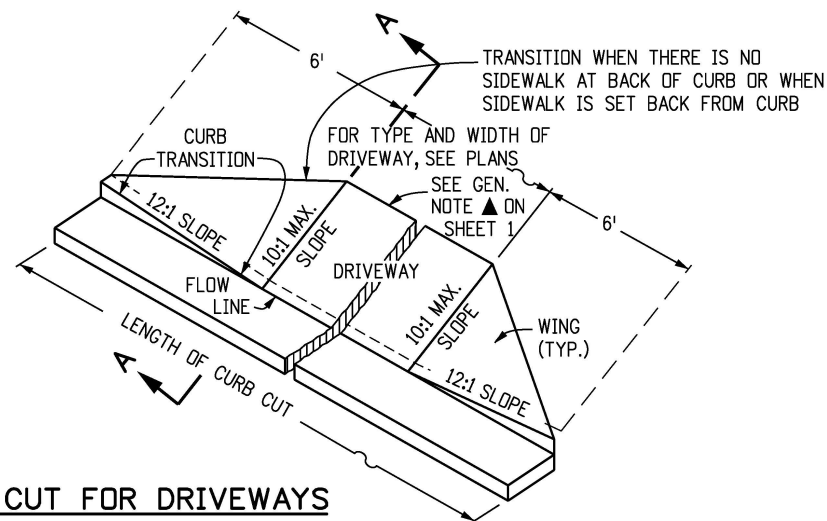 A
6'
TRANSITION WHEN THERE IS NO
SIDEWALK AT BACK OF CURB OR WHEN
SIDEWALK IS SET BACK FROM CURB
CURB
TRANSITION
FOR TYPE AND WIDTH OF
DRIVEWAY, SEE PLANS
SEE GEN.
NOTE ▲ ON
SHEET 1
6'
12:1 SLOPE
10:1 MAX.
SLOPE
DRIVEWAY
FLOW
LINE
10:1 MAX.
SLOPE
WING
(TYP.)
LENGTH OF CURB CUT
12:1 SLOPE
A
CUT FOR DRIVEWAYS